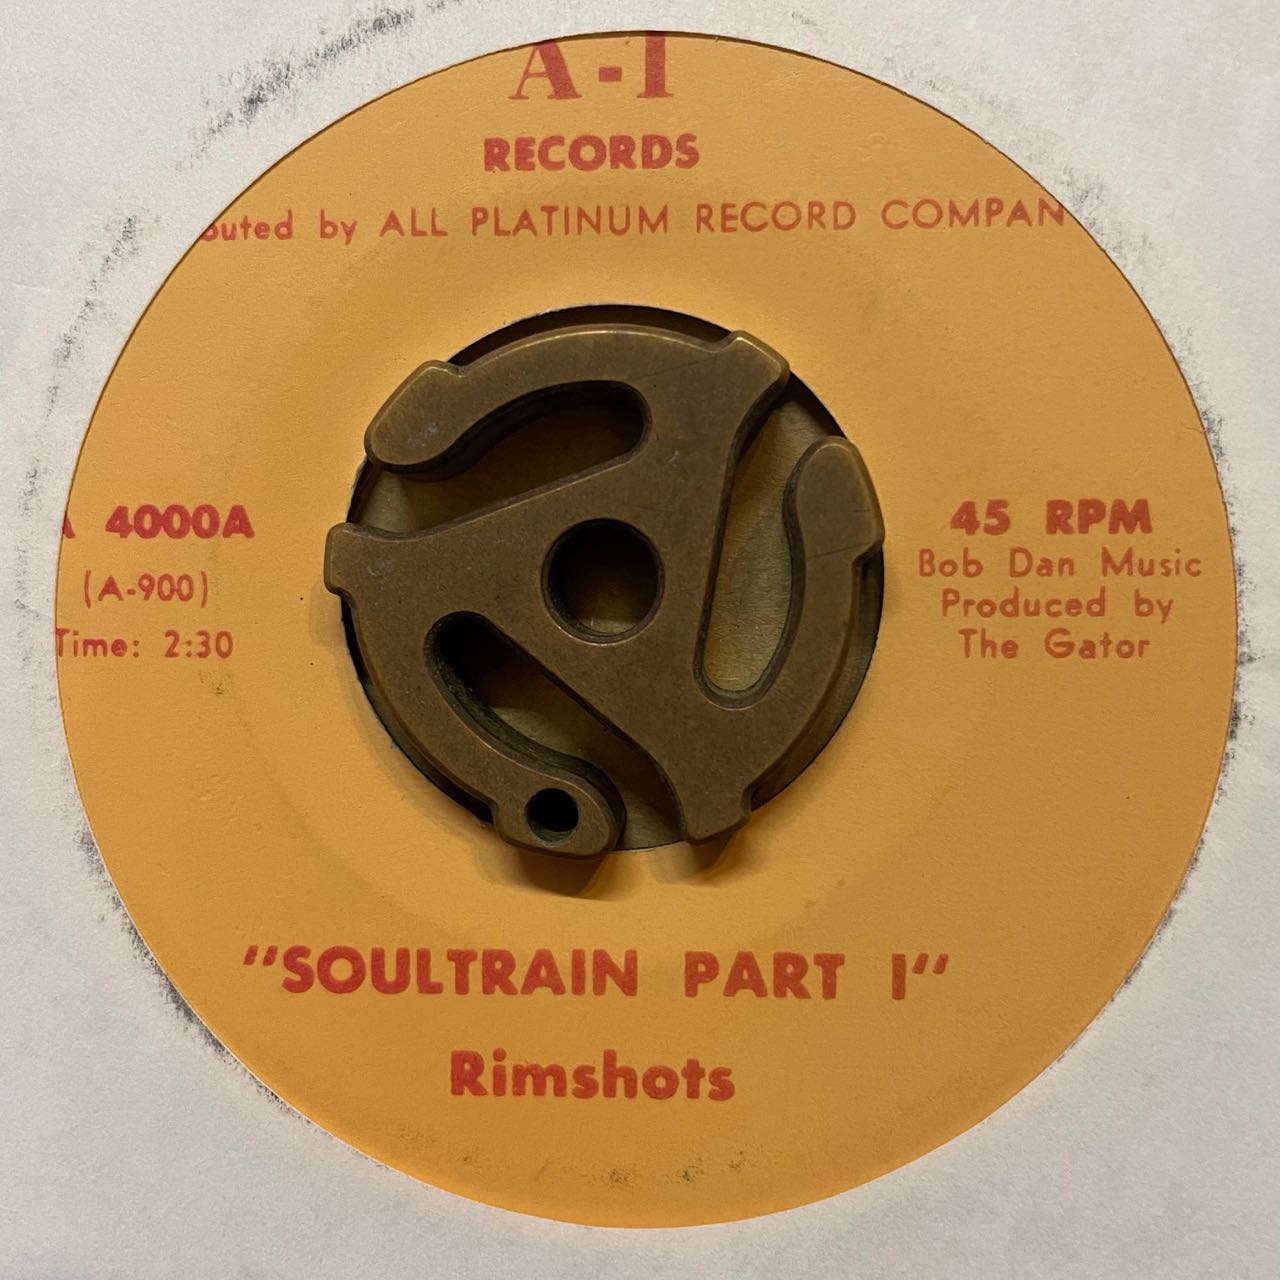 A-1
RECORDS
buted by ALL PLATINUM RECORD COMPAN
A 4000A
(A-900)
Time: 2:30
45 RPM
Bob Dan Music
Produced by
The Gator
"SOULTRAIN PART I"
Rimshots